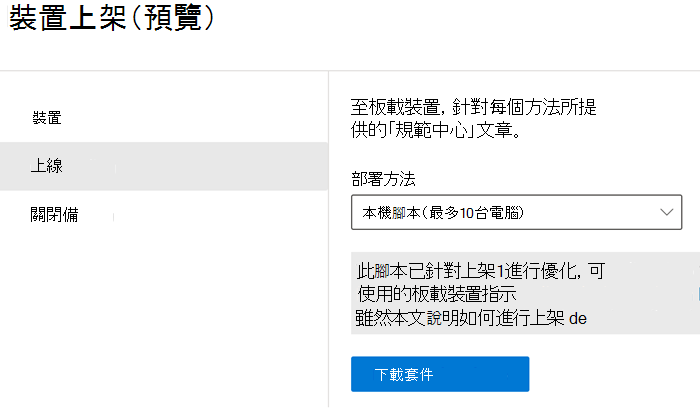 裝置上架(預覽)
裝置
上線
關閉備
至板載裝置，針對每個方法所提
供的「規範中心」文章。
部署方法
本機腳本(最多10台電腦)
此腳本已針對上架1進行優化，可
使用的板載裝置指示
雖然本文說明如何進行上架 de
下載套件